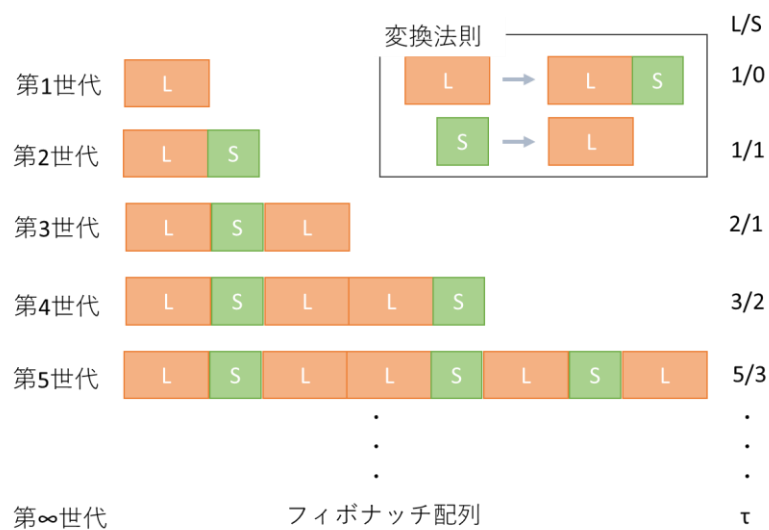 L/S
変換法則
第1世代 L L L S 1/0
第2世代 L S S L 1/1
第3世代 L S L 2/1
第4世代 L S L L S 3/2
第5世代 L S L L S L S L 5/3
・ ・
・ ・
・ ・
第∞世代 フィボナッチ配列 τ